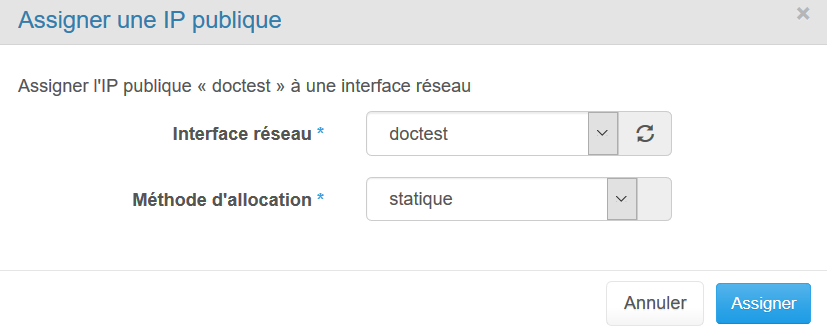 Assigner une IP publique
×
Assigner l'IP publique « doctest » à une interface réseau
Interface réseau * doctest
Méthode d'allocation * statique
Annuler Assigner